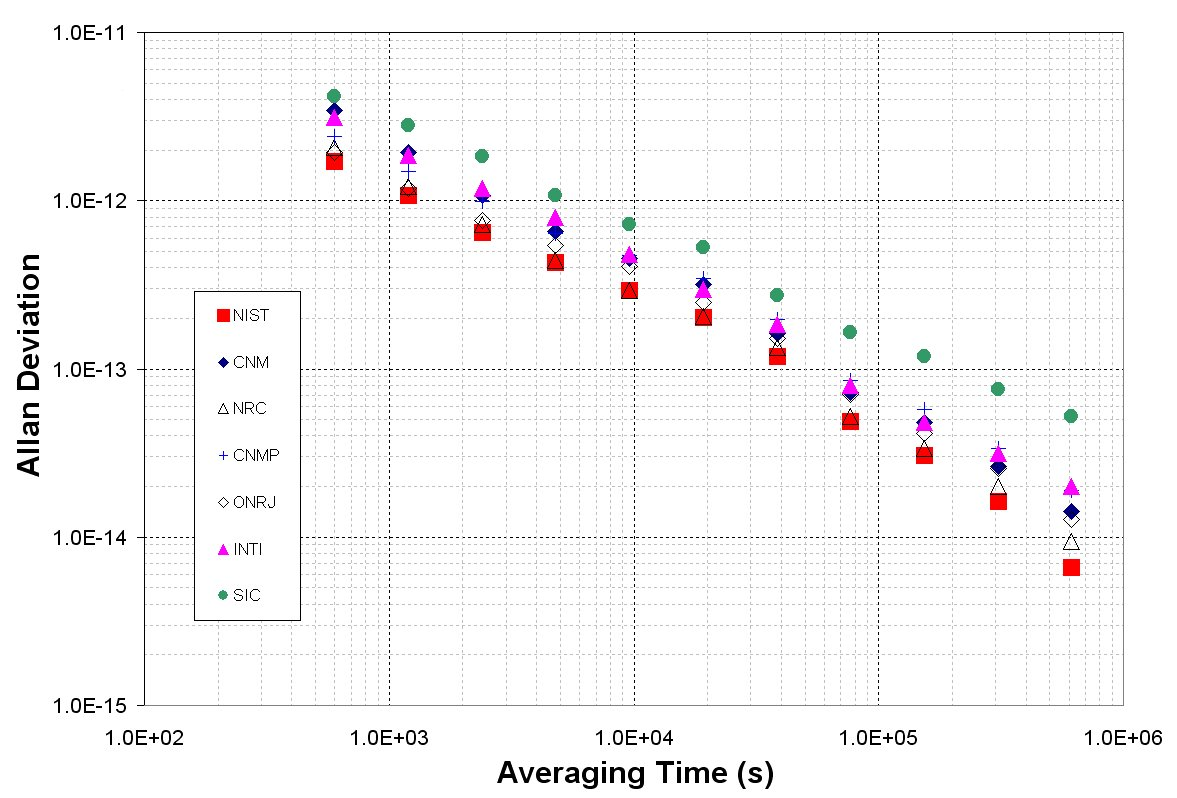 1.0E-11
1.0E-12
1.0E-13
1.0E-14
1.0E-15
Allan Deviation
NIST
CNM
NRC
CNMP
ONRJ
INTI
SIC
1.0E+02 1.0E+03 1.0E+04 1.0E+05 1.0E+06
Averaging Time (s)